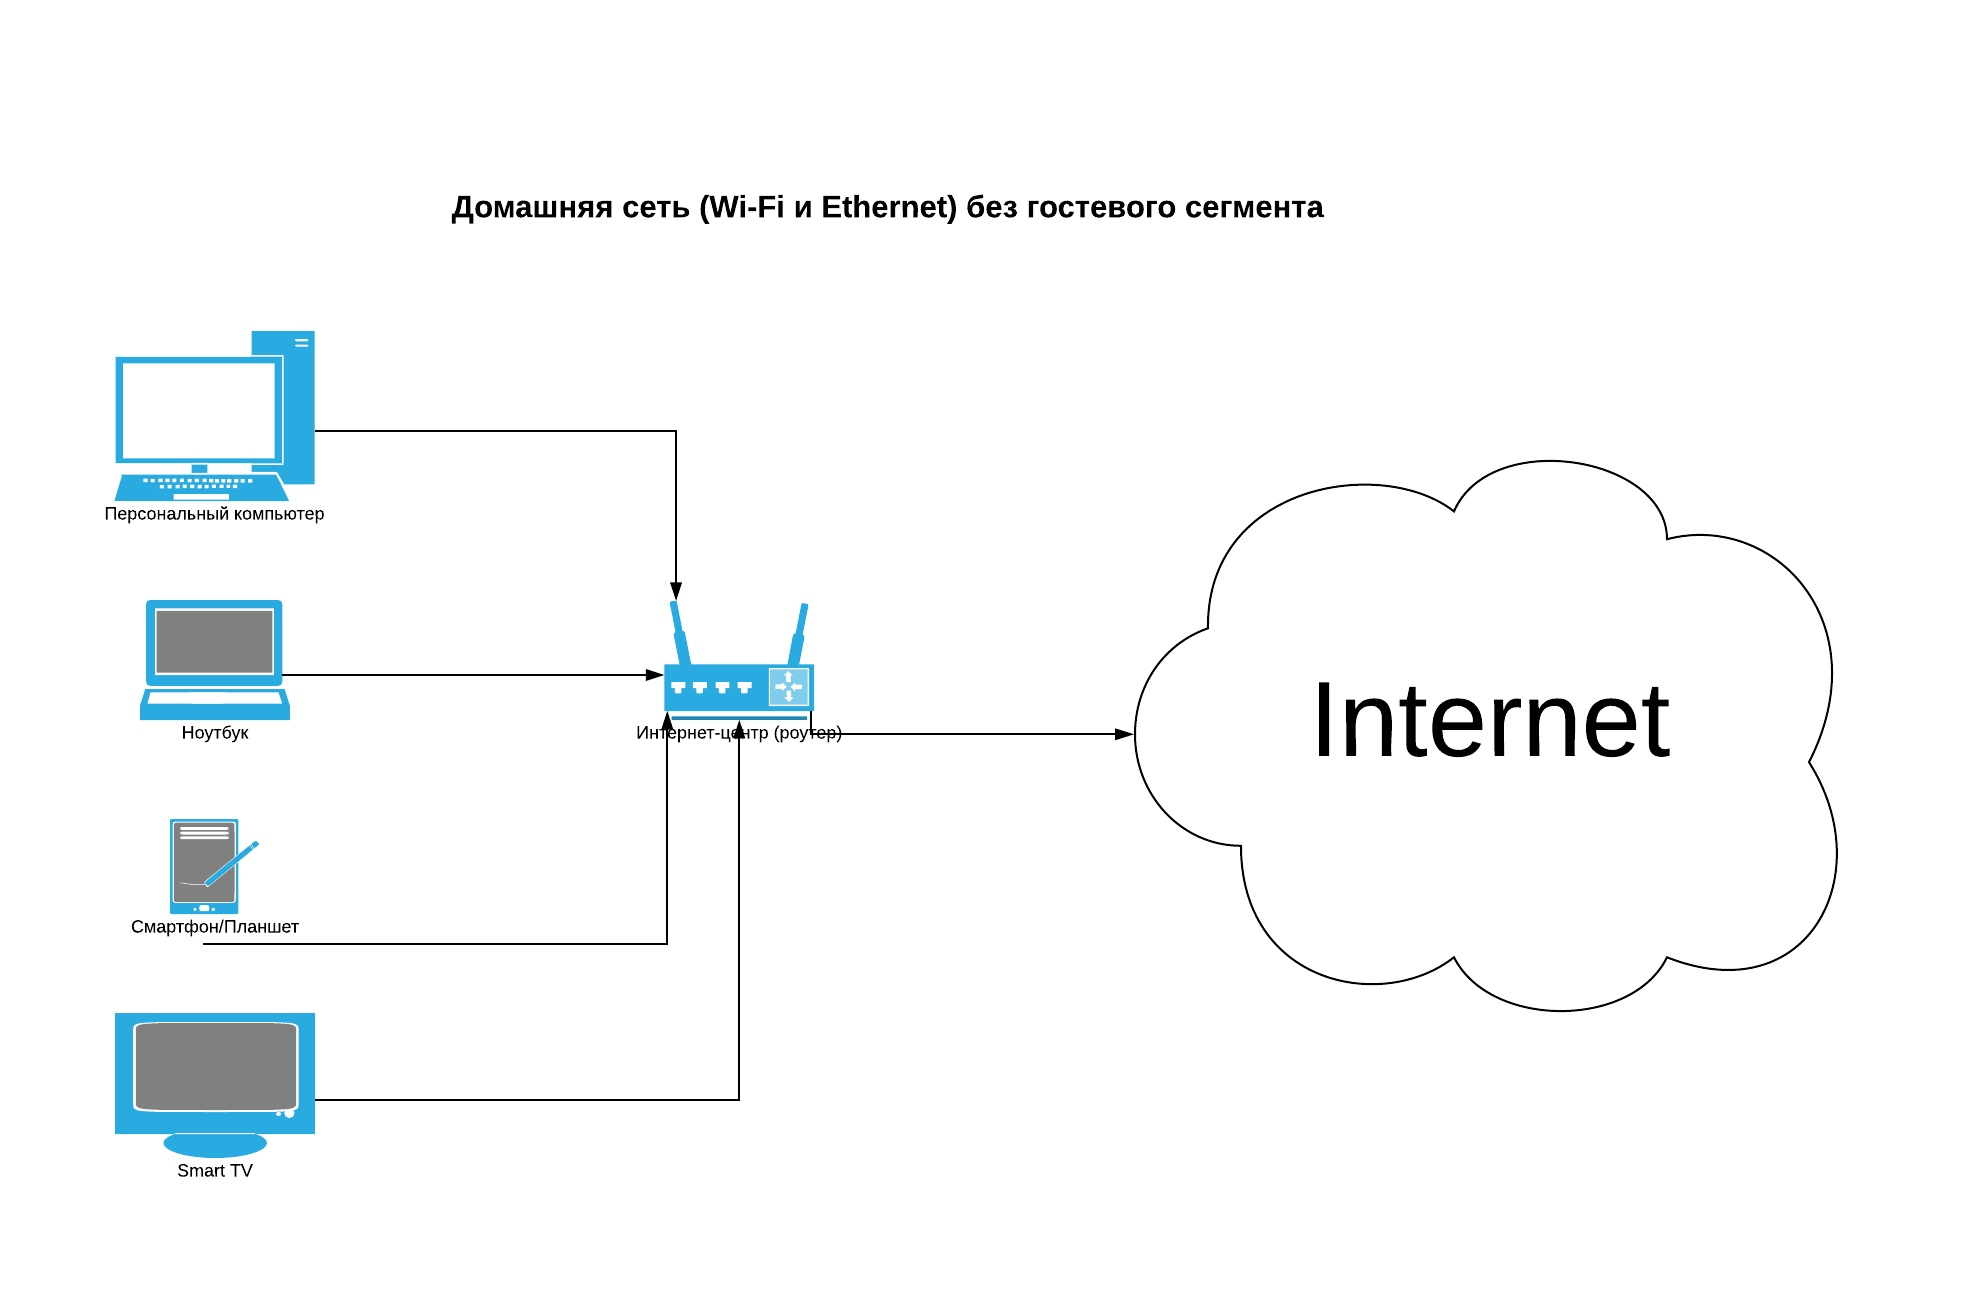 Домашняя сеть (Wi-Fi и Ethernet) без гостевого сегмента
Персональный компьютер
Ноутбук
Интернет-центр (роутер)
Internet
Смартфон/Планшет
Smart TV